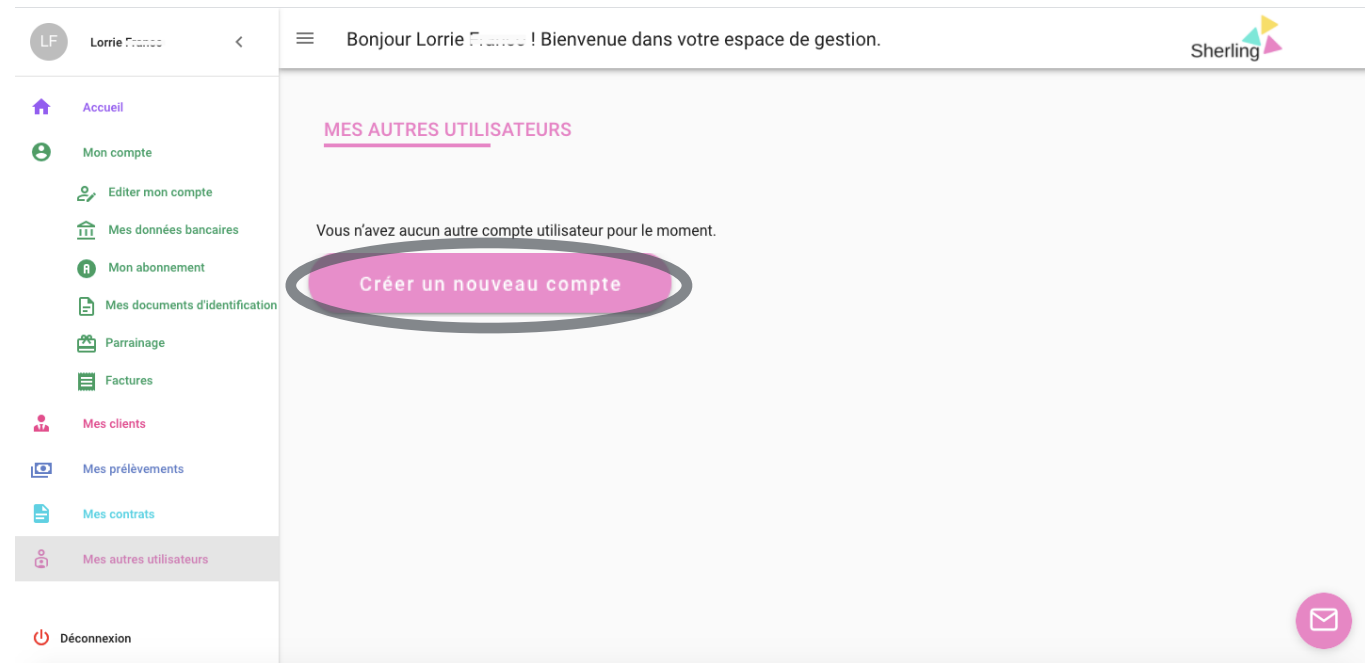 LF
Lorrie
Bonjour Lorrie ! Bienvenue dans votre espace de gestion.
Sherling
Accueil
Mon compte
Editer mon compte
Mes données bancaires
Mon abonnement
Mes documents d'identification
Parrainage
Factures
Mes clients
Mes prélèvements
Mes contrats
Mes autres utilisateurs
Déconnexion
MES AUTRES UTILISATEURS
Vous n'avez aucun autre compte utilisateur pour le moment.
Créer un nouveau compte